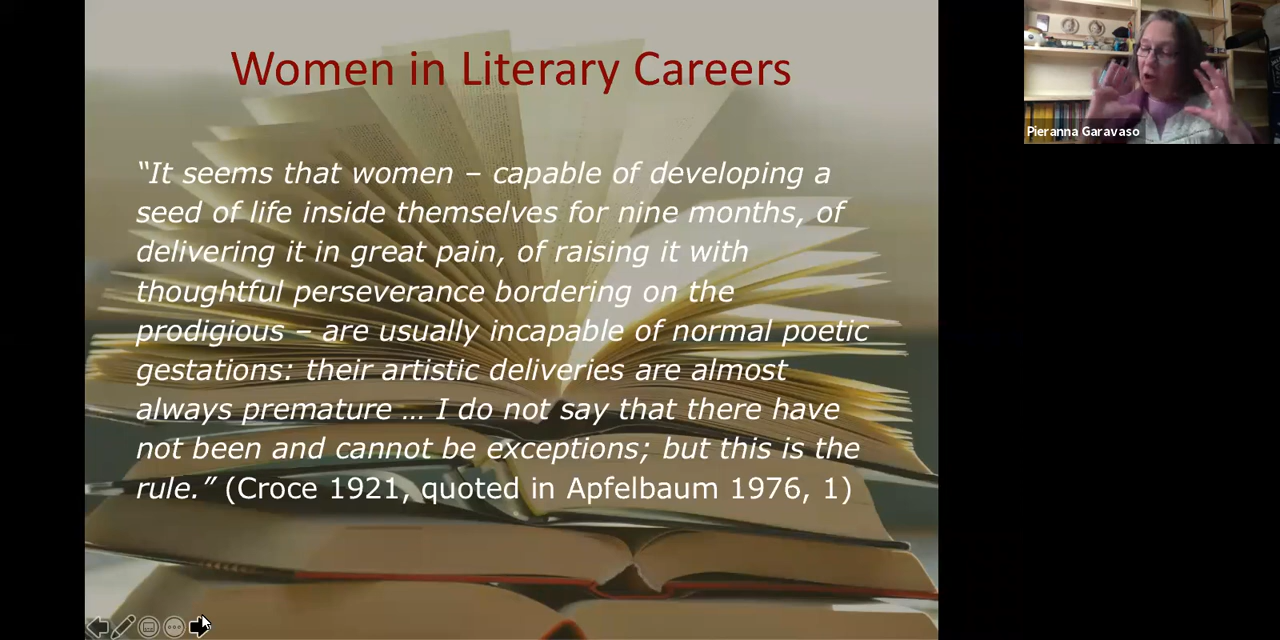 Women in Literary Careers
“It seems that women – capable of developing a
seed of life inside themselves for nine months, of
delivering it in great pain, of raising it with
thoughtful perseverance bordering on the
prodigious – are usually incapable of normal poetic
gestations: their artistic deliveries are almost
always premature … I do not say that there have
not been and cannot be exceptions; but this is the
rule.” (Croce 1921, quoted in Apfelbaum 1976, 1)
Pieranna Garavaso